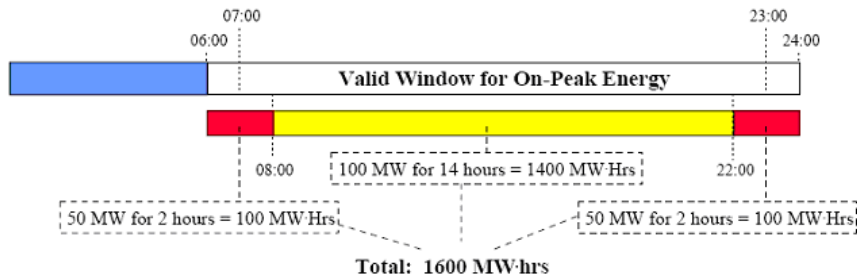 07:00
23:00
06:00
24:00
Valid Window for On-Peak Energy
08:00
100 MW for 14 hours = 1400 MW·Hrs
22:00
50 MW for 2 hours = 100 MW·Hrs
50 MW for 2 hours = 100 MW·Hrs
Total: 1600 MW·hrs